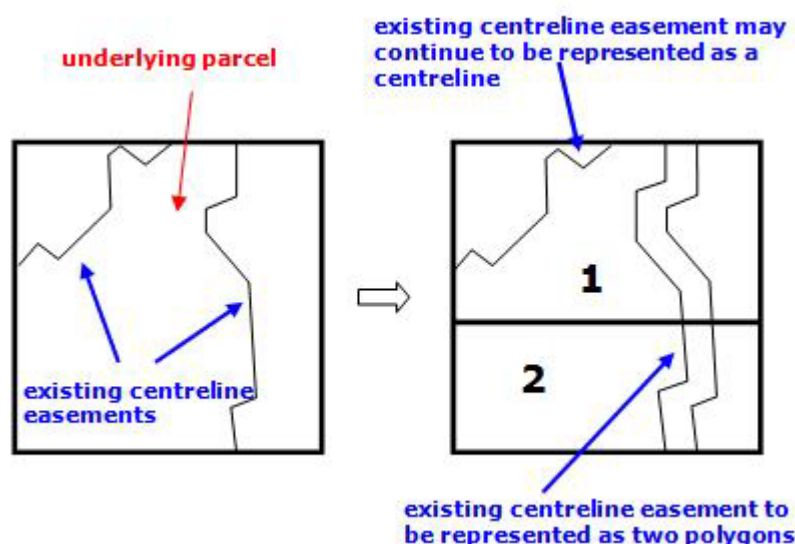 underlying parcel
existing centreline easement may
continue to be represented as a
centreline
existing centreline
easements
1
2
existing centreline easement to
be represented as two polygons